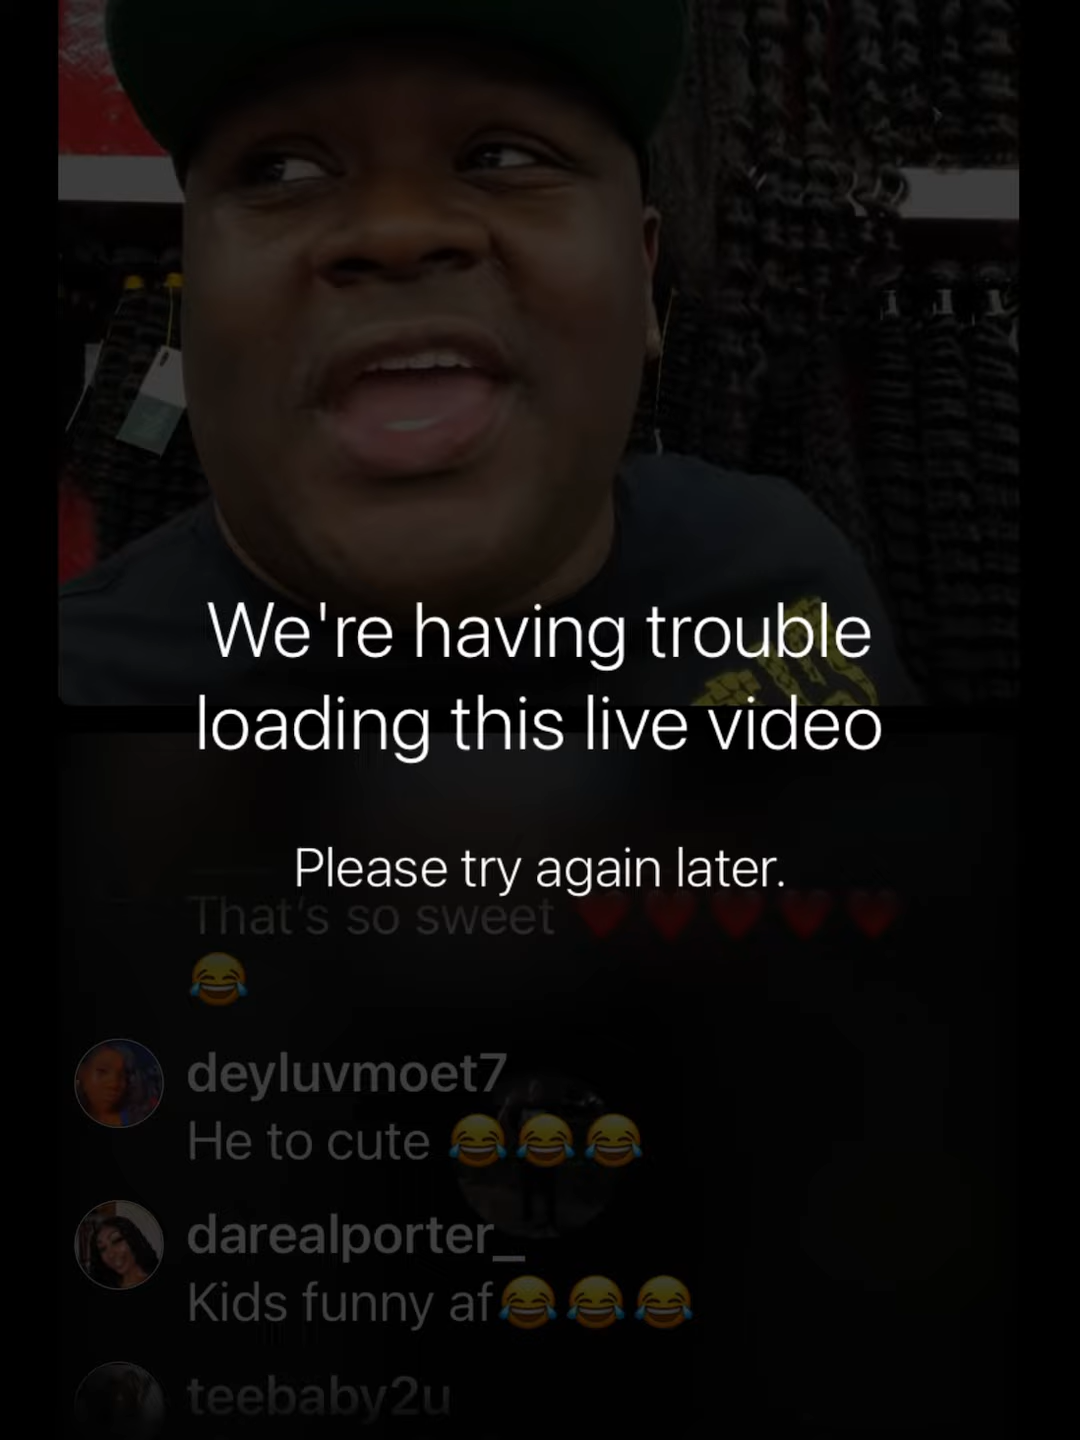 We're having trouble
loading this live video
Please try again later.
That's so sweet ❤️❤️❤️❤️❤️
😂
deyluvmoet7
He to cute 😂😂😂
darealporter_
Kids funny af😂😂😂
teebaby2u